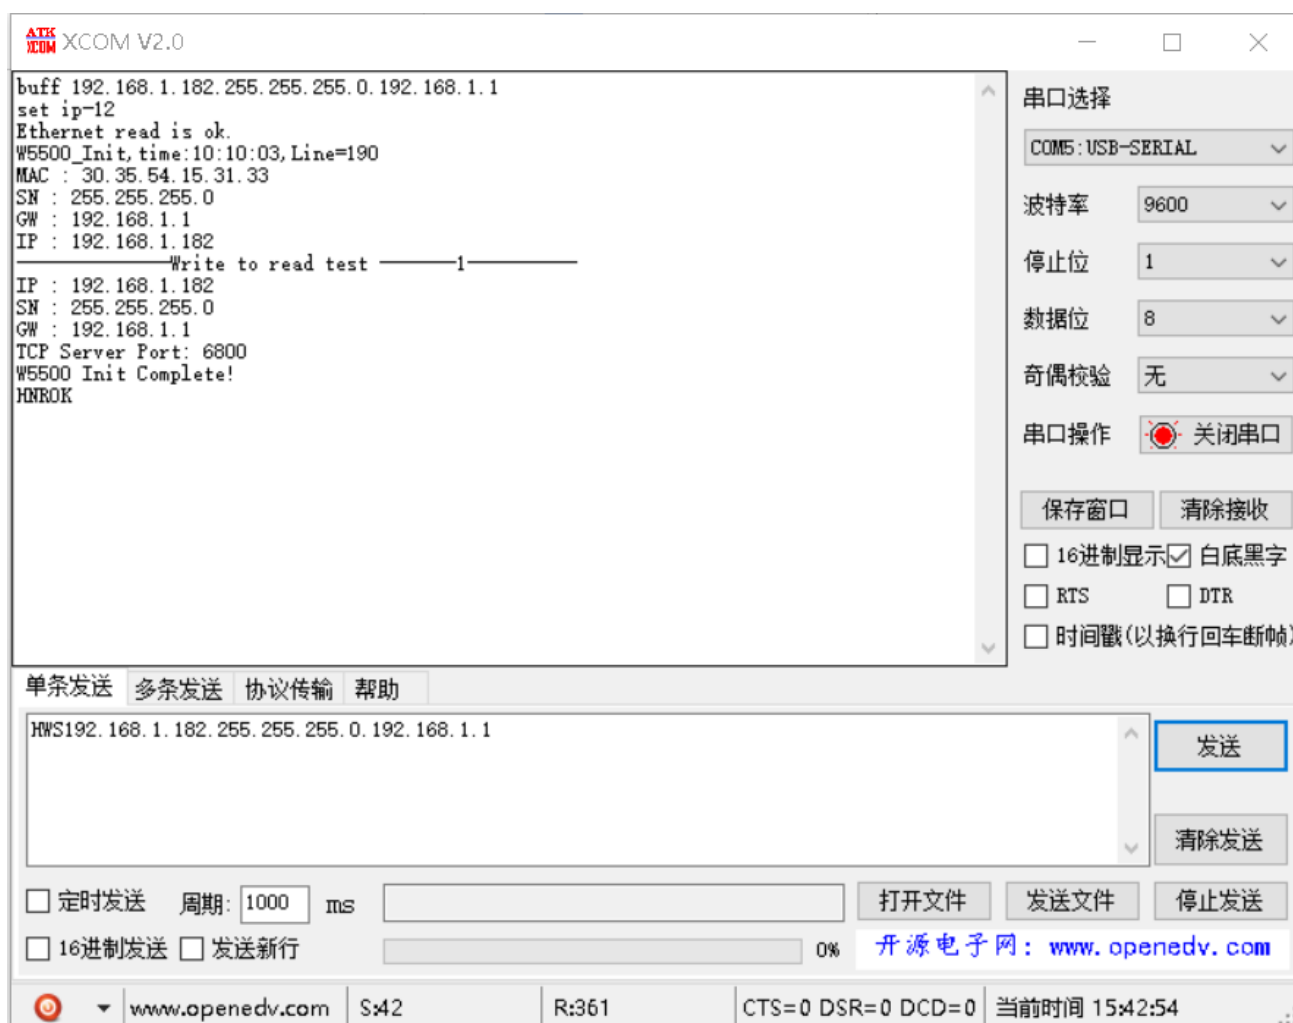 ATK XCOM XCOM V2.0
buff 192.168.1.182.255.255.255.0.192.168.1.1
set ip-12
Ethernet read is ok.
W5500_Init,time:10:10:03,Line=190
MAC : 30.35.54.15.31.33
SN : 255.255.255.0
GW : 192.168.1.1
IP : 192.168.1.182
——————————Write to read test —————1———————
IP : 192.168.1.182
SN : 255.255.255.0
GW : 192.168.1.1
TCP Server Port: 6800
W5500 Init Complete!
HNROK
串口选择
COM5:USB-SERIAL
波特率 9600
停止位 1
数据位 8
奇偶校验 无
串口操作 关闭串口
保存窗口 清除接收
16进制显示 白底黑字
RTS DTR
时间戳(以换行回车断帧)
单条发送 多条发送 协议传输 帮助
HWS192.168.1.182.255.255.255.0.192.168.1.1
发送
清除发送
定时发送 周期: 1000 ms 打开文件 发送文件 停止发送
16进制发送 发送新行 0% 开源电子网: www.openedv.com
www.openedv.com S:42 R:361 CTS=0 DSR=0 DCD=0 当前时间 15:42:54